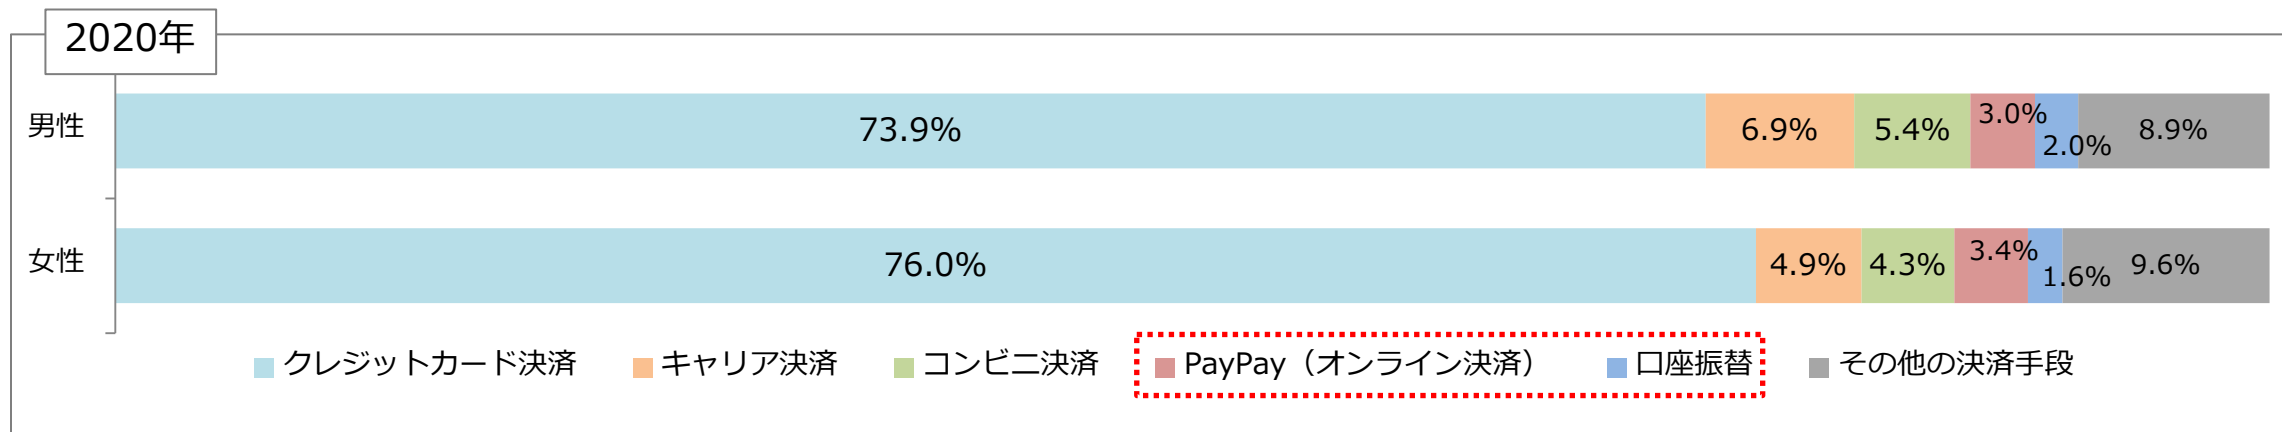 2020年
男性
73.9%
6.9%
5.4%
3.0%
2.0%
8.9%
女性
76.0%
4.9%
4.3%
3.4%
1.6%
9.6%
クレジットカード決済
キャリア決済
コンビニ決済
PayPay（オンライン決済）
口座振替
その他の決済手段